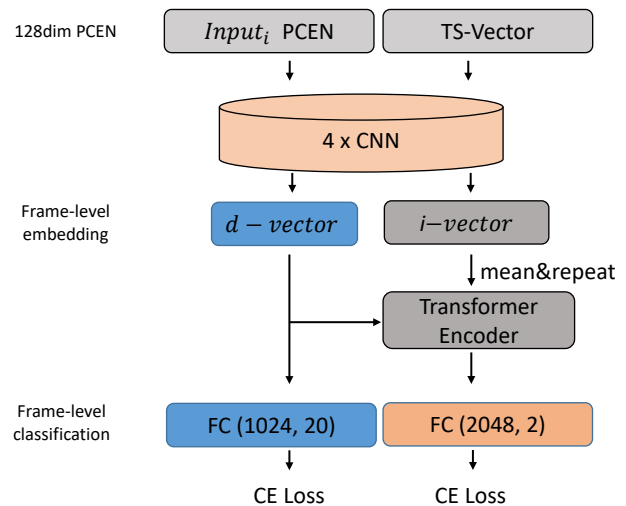 128dim PCEN
Input_i PCEN
TS-Vector
4 x CNN
Frame-level
embedding
d − vector
i−vector
mean&repeat
Transformer
Encoder
Frame-level
classification
FC (1024, 20)
FC (2048, 2)
CE Loss
CE Loss